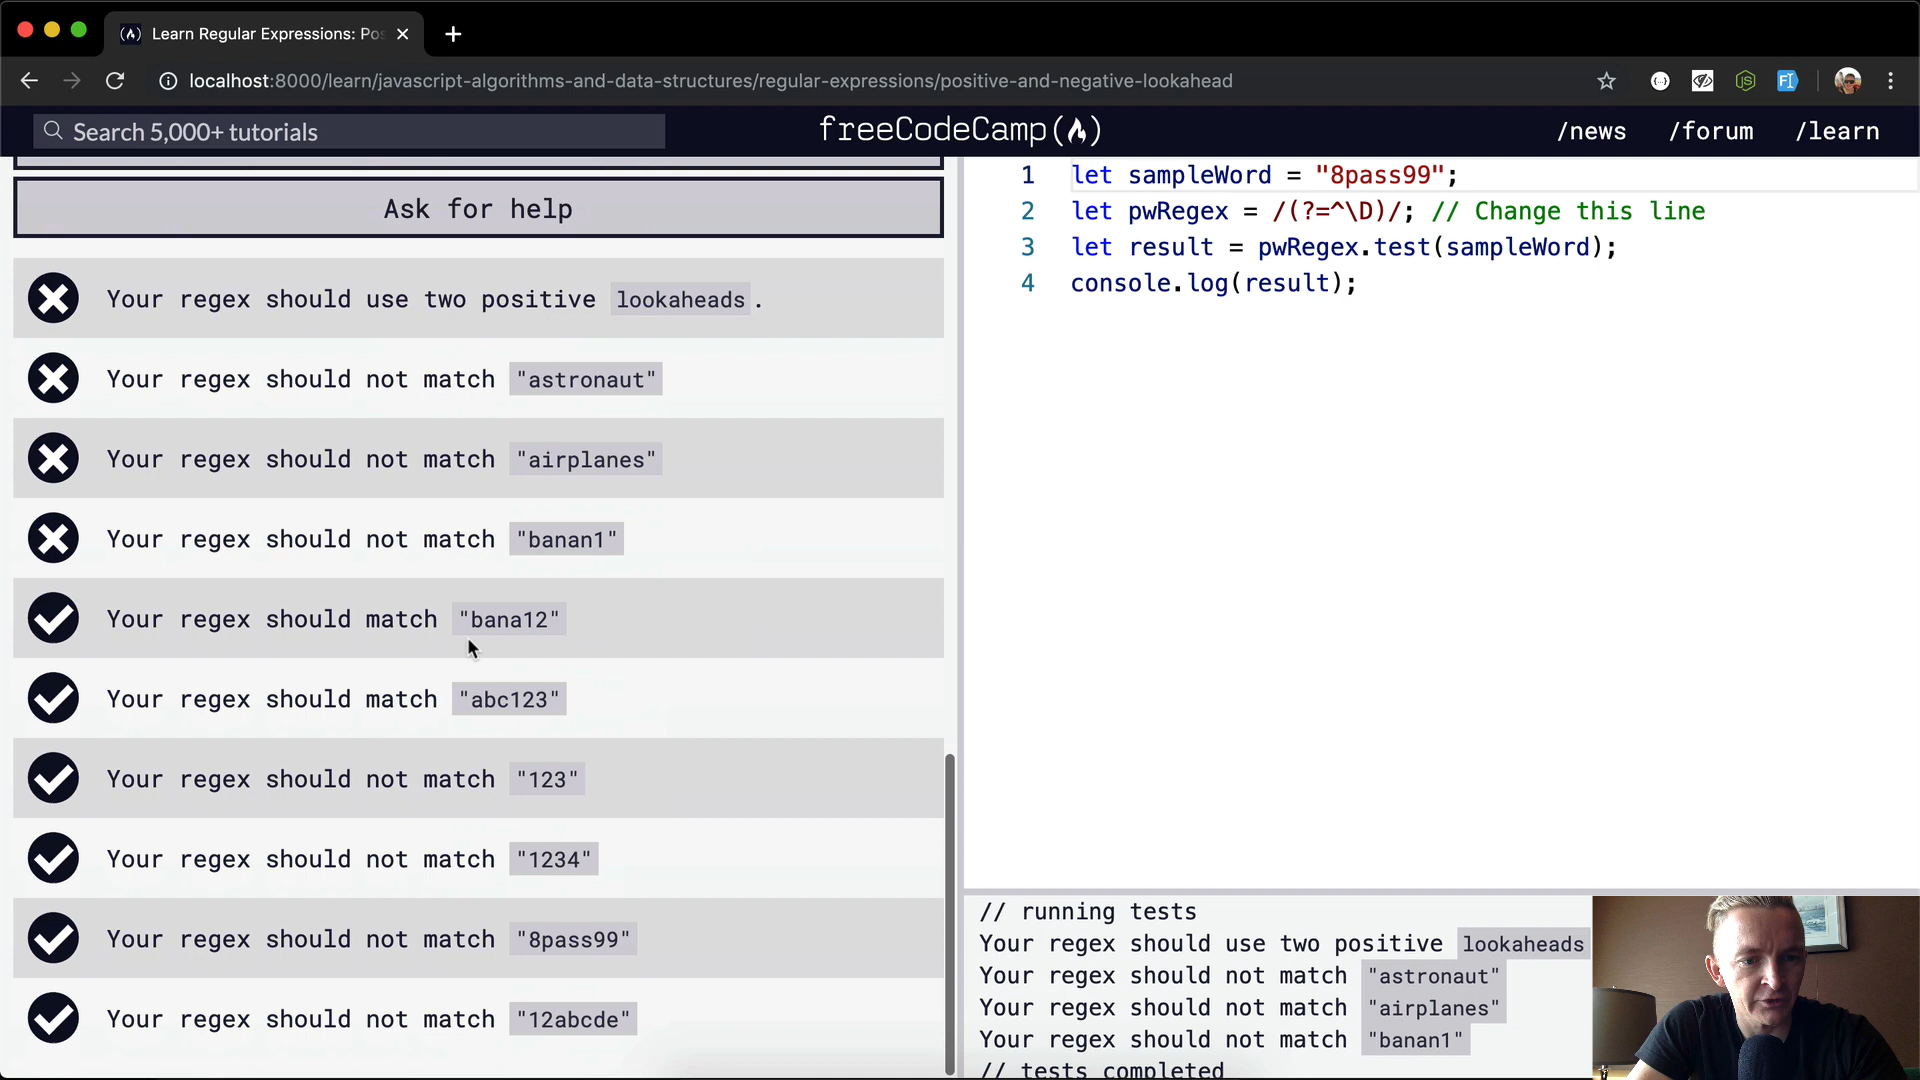 Learn Regular Expressions: Pos
localhost:8000/learn/javascript-algorithms-and-data-structures/regular-expressions/positive-and-negative-lookahead
Search 5,000+ tutorials
freeCodeCamp
/news /forum /learn
Ask for help
Your regex should use two positive lookaheads.
Your regex should not match "astronaut"
Your regex should not match "airplanes"
Your regex should not match "banan1"
Your regex should match "bana12"
Your regex should match "abc123"
Your regex should not match "123"
Your regex should not match "1234"
Your regex should not match "8pass99"
Your regex should not match "12abcde"
1 let sampleWord = "8pass99";
2 let pwRegex = /(?=^\D)/; // Change this line
3 let result = pwRegex.test(sampleWord);
4 console.log(result);
// running tests
Your regex should use two positive lookaheads
Your regex should not match "astronaut"
Your regex should not match "airplanes"
Your regex should not match "banan1"
// tests completed